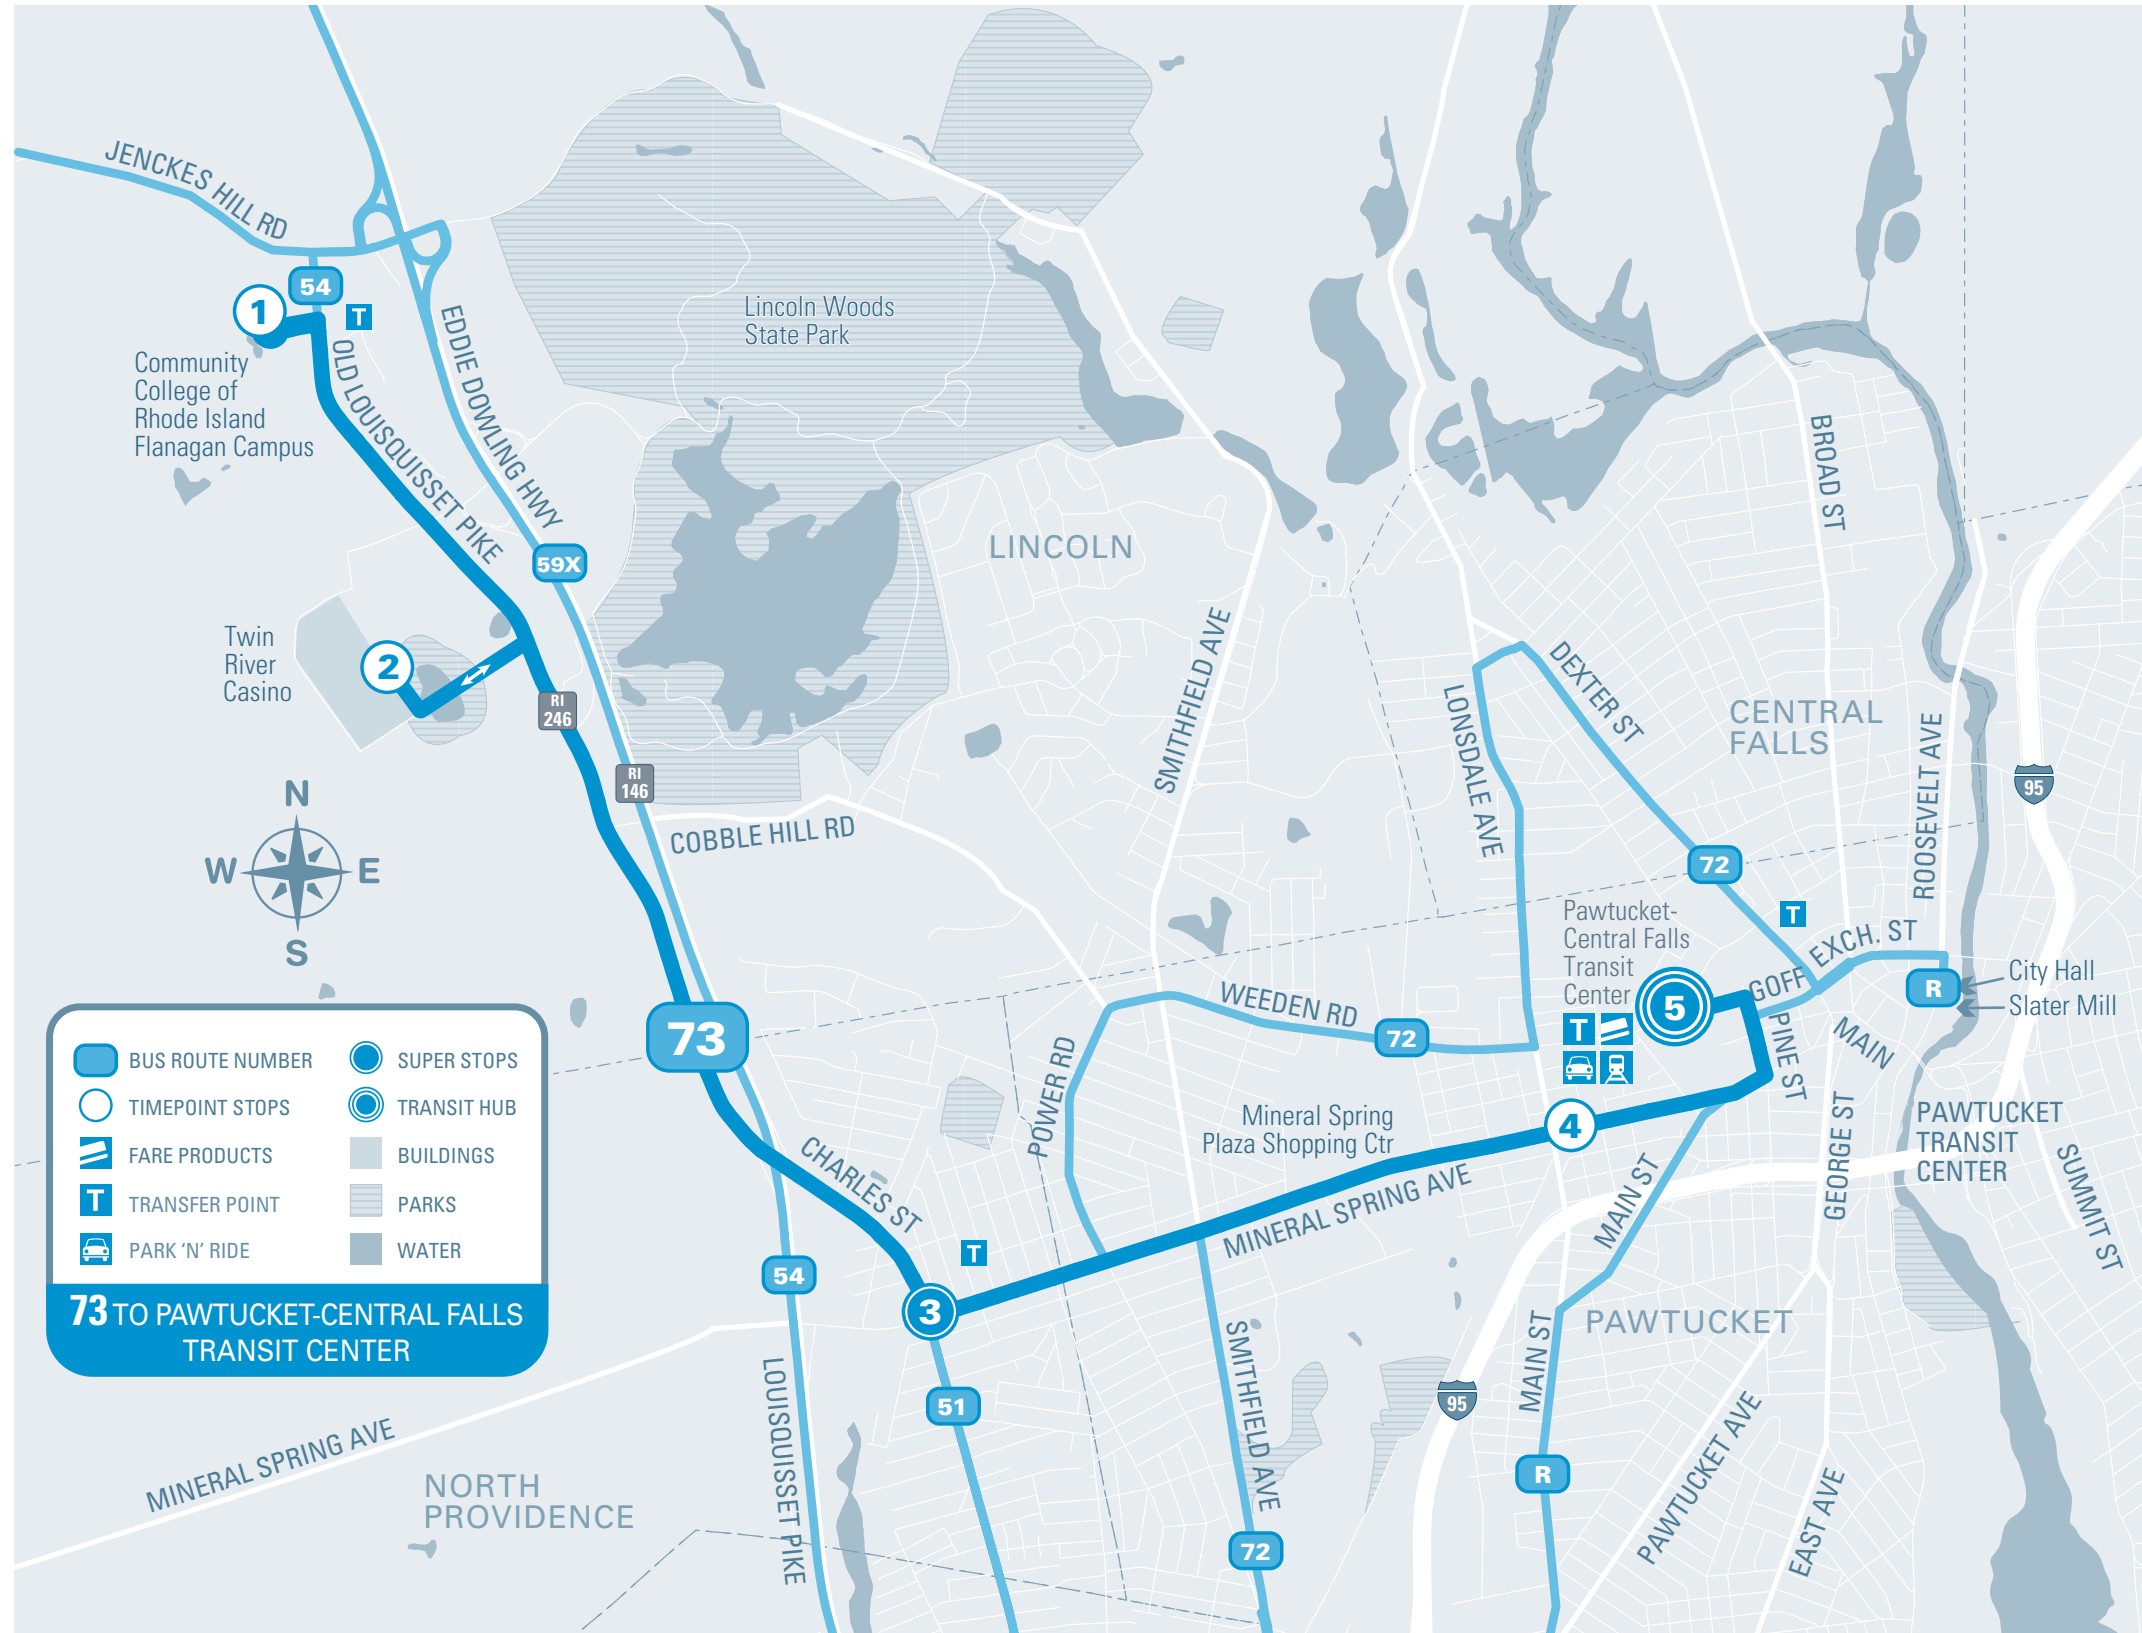 JENCKES HILL RD
54
1
T
Community
College of
Rhode Island
Flanagan Campus
OLD LOUISQUISSET PIKE
EDDIE DOWLING HWY
Lincoln Woods
State Park
59X
LINCOLN
BROAD ST
Twin
River
Casino
2
RI
246
RI
146
SMITHFIELD AVE
LONSDALE AVE
DEXTER ST
CENTRAL
FALLS
ROOSEVELT AVE
95
N
W
E
S
COBBLE HILL RD
72
T
Pawtucket-
Central Falls
Transit
Center
5
T
GOFF
EXCH. ST
R
City Hall
Slater Mill
73
WEEDEN RD
72
POWER RD
PINE ST
MAIN
GEORGE ST
PAWTUCKET
TRANSIT
CENTER
SUMMIT ST
Mineral Spring
Plaza Shopping Ctr
4
MINERAL SPRING AVE
MAIN ST
CHARLES ST
T
3
54
51
LOUISQUISSET PIKE
SMITHFIELD AVE
72
PAWTUCKET
MAIN ST
95
R
PAWTUCKET AVE
EAST AVE
MINERAL SPRING AVE
NORTH
PROVIDENCE
BUS ROUTE NUMBER
SUPER STOPS
TIMEPOINT STOPS
TRANSIT HUB
FARE PRODUCTS
BUILDINGS
T
TRANSFER POINT
PARKS
PARK ‘N’ RIDE
WATER
73 TO PAWTUCKET-CENTRAL FALLS
TRANSIT CENTER